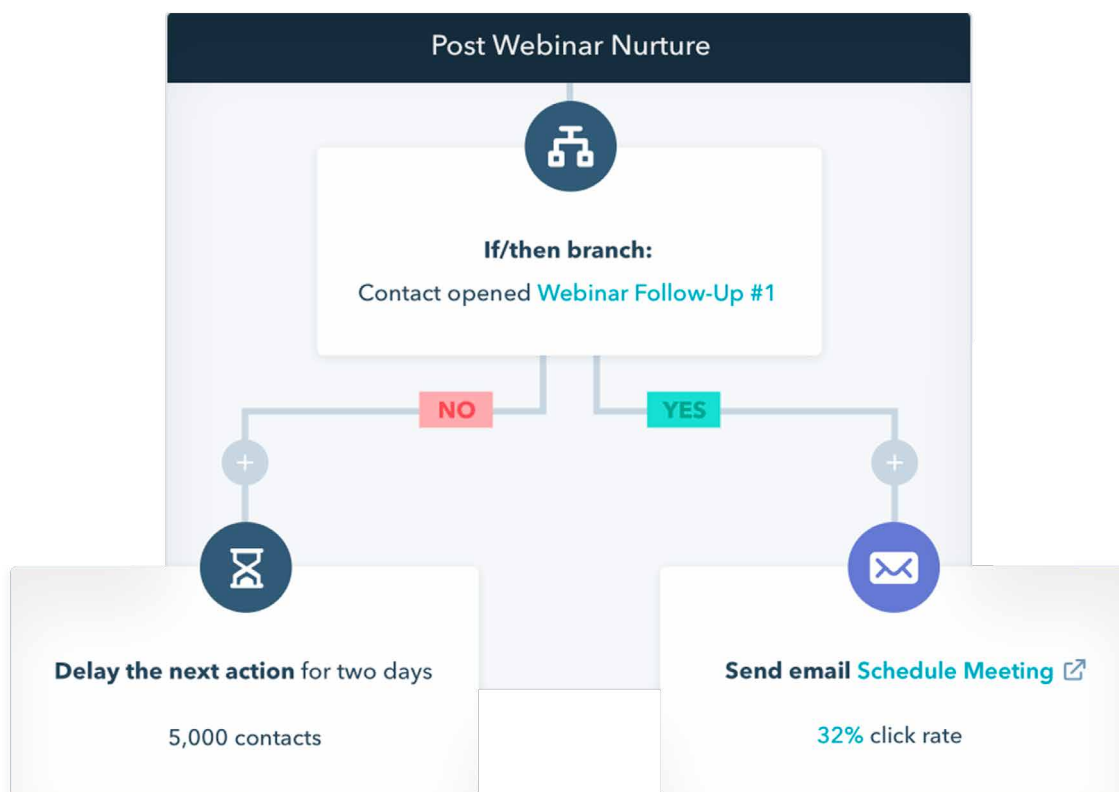 Post Webinar Nurture
If/then branch:
Contact opened Webinar Follow-Up #1
NO
YES
Delay the next action for two days
5,000 contacts
Send email Schedule Meeting
32% click rate